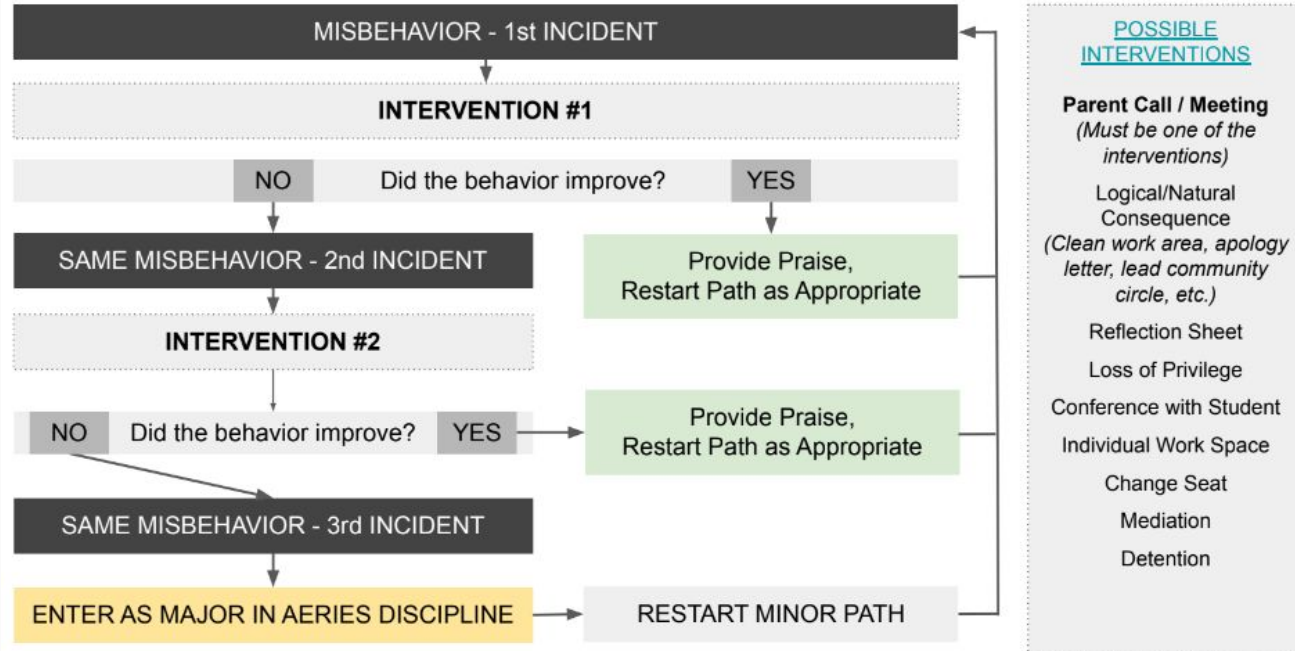 MISBEHAVIOR - 1st INCIDENT
INTERVENTION #1
NO Did the behavior improve? YES
SAME MISBEHAVIOR - 2nd INCIDENT
Provide Praise,
Restart Path as Appropriate
INTERVENTION #2
NO Did the behavior improve? YES
Provide Praise,
Restart Path as Appropriate
SAME MISBEHAVIOR - 3rd INCIDENT
ENTER AS MAJOR IN AERIES DISCIPLINE
RESTART MINOR PATH
POSSIBLE
INTERVENTIONS
Parent Call / Meeting
(Must be one of the
interventions)
Logical/Natural
Consequence
(Clean work area, apology
letter, lead community
circle, etc.)
Reflection Sheet
Loss of Privilege
Conference with Student
Individual Work Space
Change Seat
Mediation
Detention